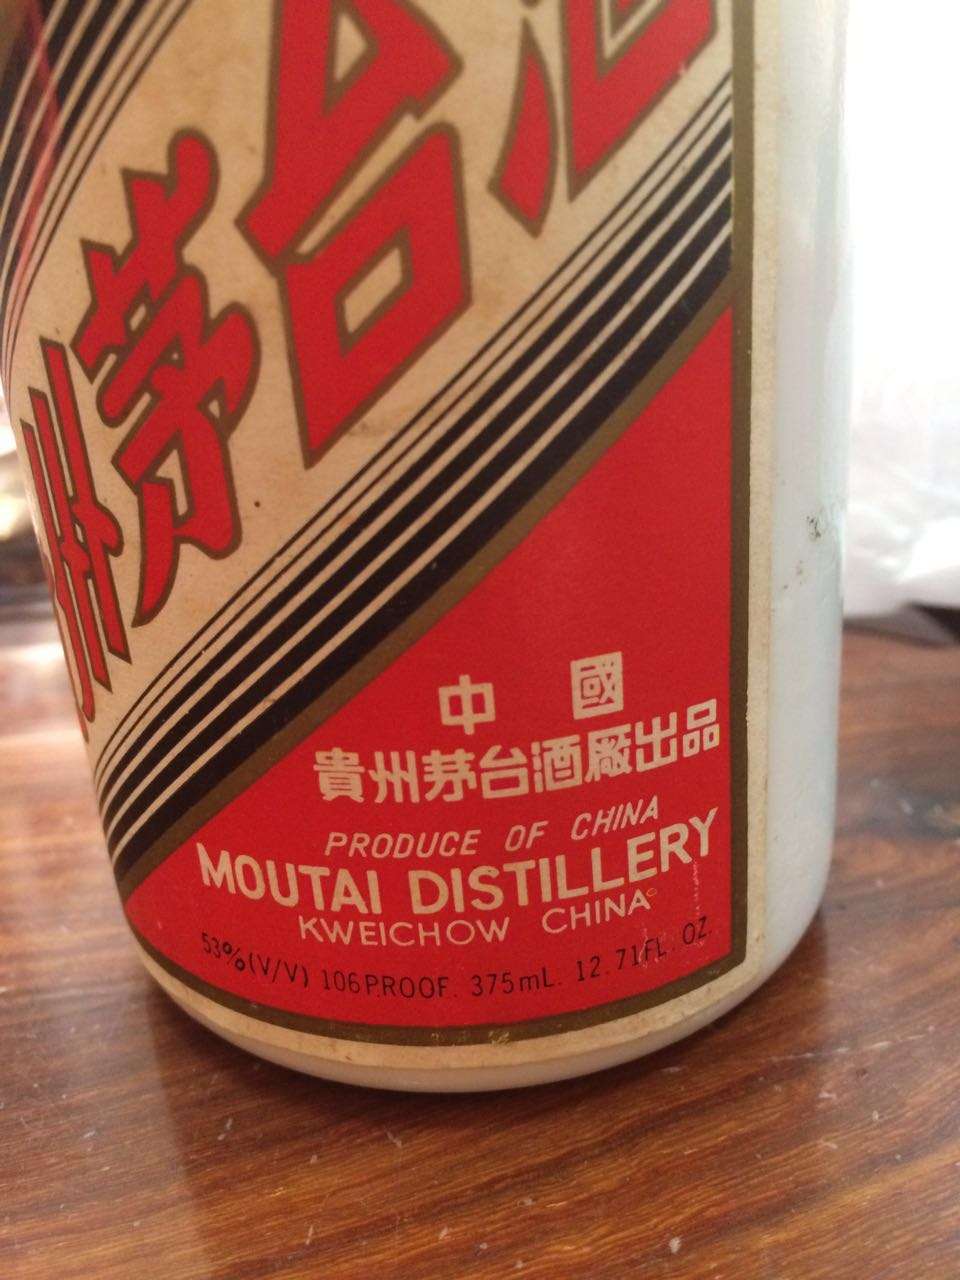 貴州茅台酒
中國
貴州茅台酒廠出品
PRODUCE OF CHINA
MOUTAI DISTILLERY
KWEICHOW CHINA
53%(V/V) 106PROOF. 375mL. 12.71FL.OZ.